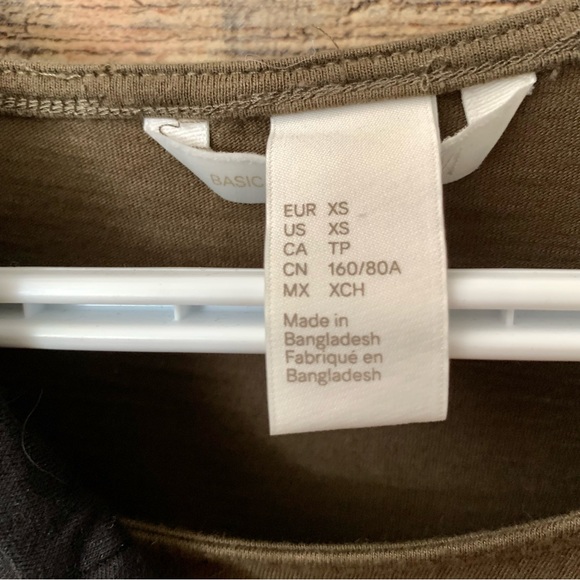 BASIC
EUR XS
US XS
CA TP
CN 160/80A
MX XCH
Made in
Bangladesh
Fabriqué en
Bangladesh